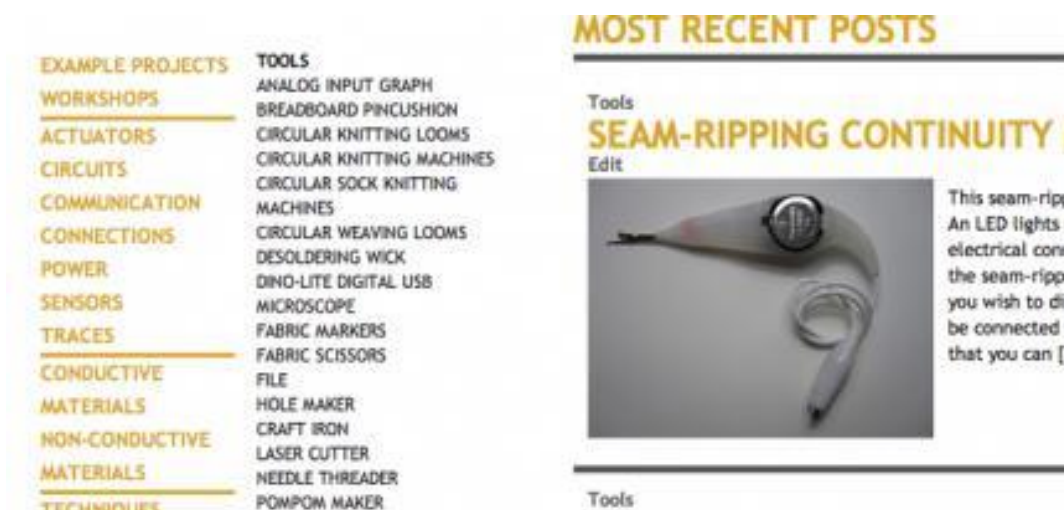 EXAMPLE PROJECTS
WORKSHOPS
ACTUATORS
CIRCUITS
COMMUNICATION
CONNECTIONS
POWER
SENSORS
TRACES
CONDUCTIVE
MATERIALS
NON-CONDUCTIVE
MATERIALS
TECHNIQUES
TOOLS
ANALOG INPUT GRAPH
BREADBOARD PINCUSHION
CIRCULAR KNITTING LOOMS
CIRCULAR KNITTING MACHINES
CIRCULAR SOCK KNITTING
MACHINES
CIRCULAR WEAVING LOOMS
DESOLDERING WICK
DINO-LITE DIGITAL USB
MICROSCOPE
FABRIC MARKERS
FABRIC SCISSORS
FILE
HOLE MAKER
CRAFT IRON
LASER CUTTER
NEEDLE THREADER
POMPOM MAKER
MOST RECENT POSTS
Tools
SEAM-RIPPING CONTINUITY
Edit
This seam-ripp
An LED lights
electrical con
the seam-ripp
you wish to di
be connected
that you can [
Tools